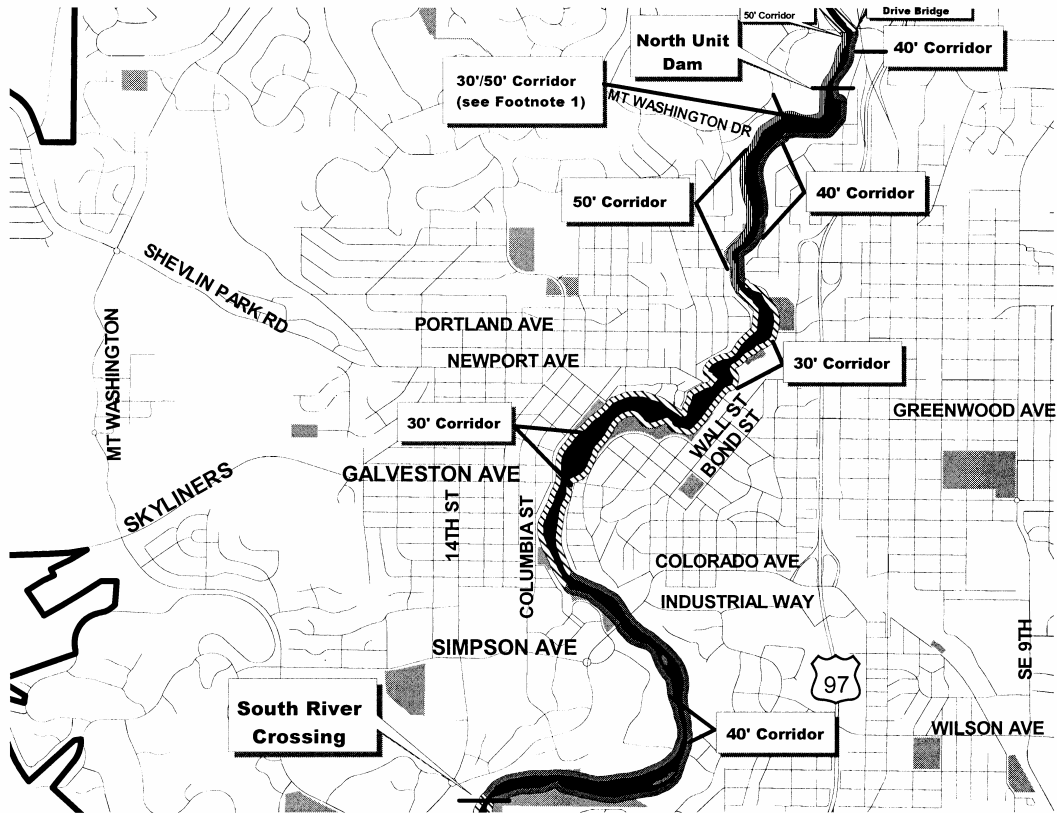 50' Corridor
Drive Bridge
North Unit
Dam
40' Corridor
30'/50' Corridor
(see Footnote 1)
MT WASHINGTON DR
50' Corridor
40' Corridor
SHEVLIN PARK RD
MT WASHINGTON
PORTLAND AVE
NEWPORT AVE
30' Corridor
GREENWOOD AVE
30' Corridor
WALL ST
BOND ST
GALVESTON AVE
SKYLINERS
14TH ST
COLUMBIA ST
COLORADO AVE
INDUSTRIAL WAY
SIMPSON AVE
SE 9TH
97
South River
Crossing
40' Corridor
WILSON AVE